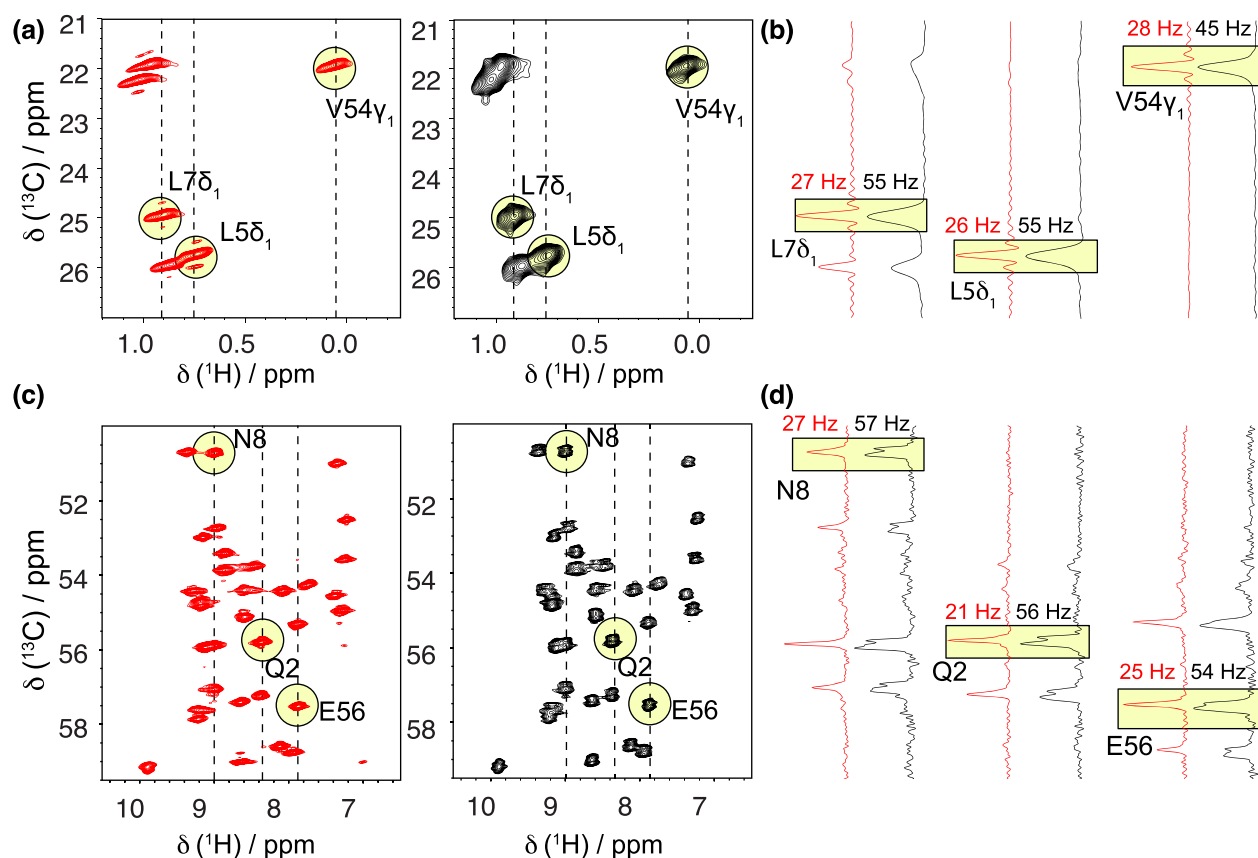 (a)
21
22
23
24
25
26
δ (¹³C) / ppm
V54γ₁
L7δ₁
L5δ₁
1.0
0.5
0.0
δ (¹H) / ppm
21
22
23
24
25
26
δ (¹³C) / ppm
V54γ₁
L7δ₁
L5δ₁
1.0
0.5
0.0
δ (¹H) / ppm
(b)
28 Hz 45 Hz
V54γ₁
27 Hz 55 Hz
L7δ₁
26 Hz 55 Hz
L5δ₁
(c)
52
54
56
58
δ (¹³C) / ppm
N8
Q2
E56
10
9
8
7
δ (¹H) / ppm
52
54
56
58
δ (¹³C) / ppm
N8
Q2
E56
10
9
8
7
δ (¹H) / ppm
(d)
27 Hz 57 Hz
N8
21 Hz 56 Hz
Q2
25 Hz 54 Hz
E56